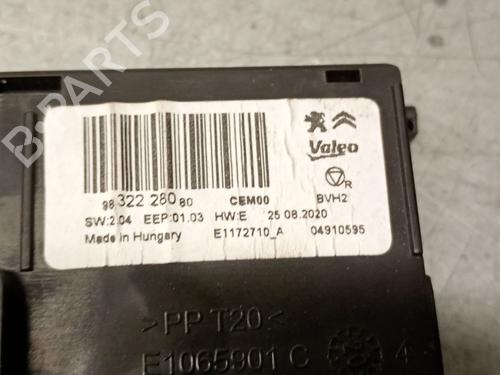 B-PARTS
Valeo
98 322 280 80 CEM00 R BVH2
SW:2.04 EEP:01.03 HW:E 25 08.2020
Made in Hungary E1172710_A 04910595
>PP T20<
E1065901 C 4